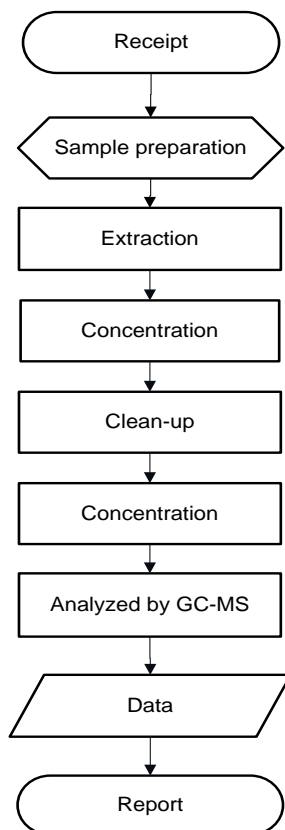 Receipt
Sample preparation
Extraction
Concentration
Clean-up
Concentration
Analyzed by GC-MS
Data
Report